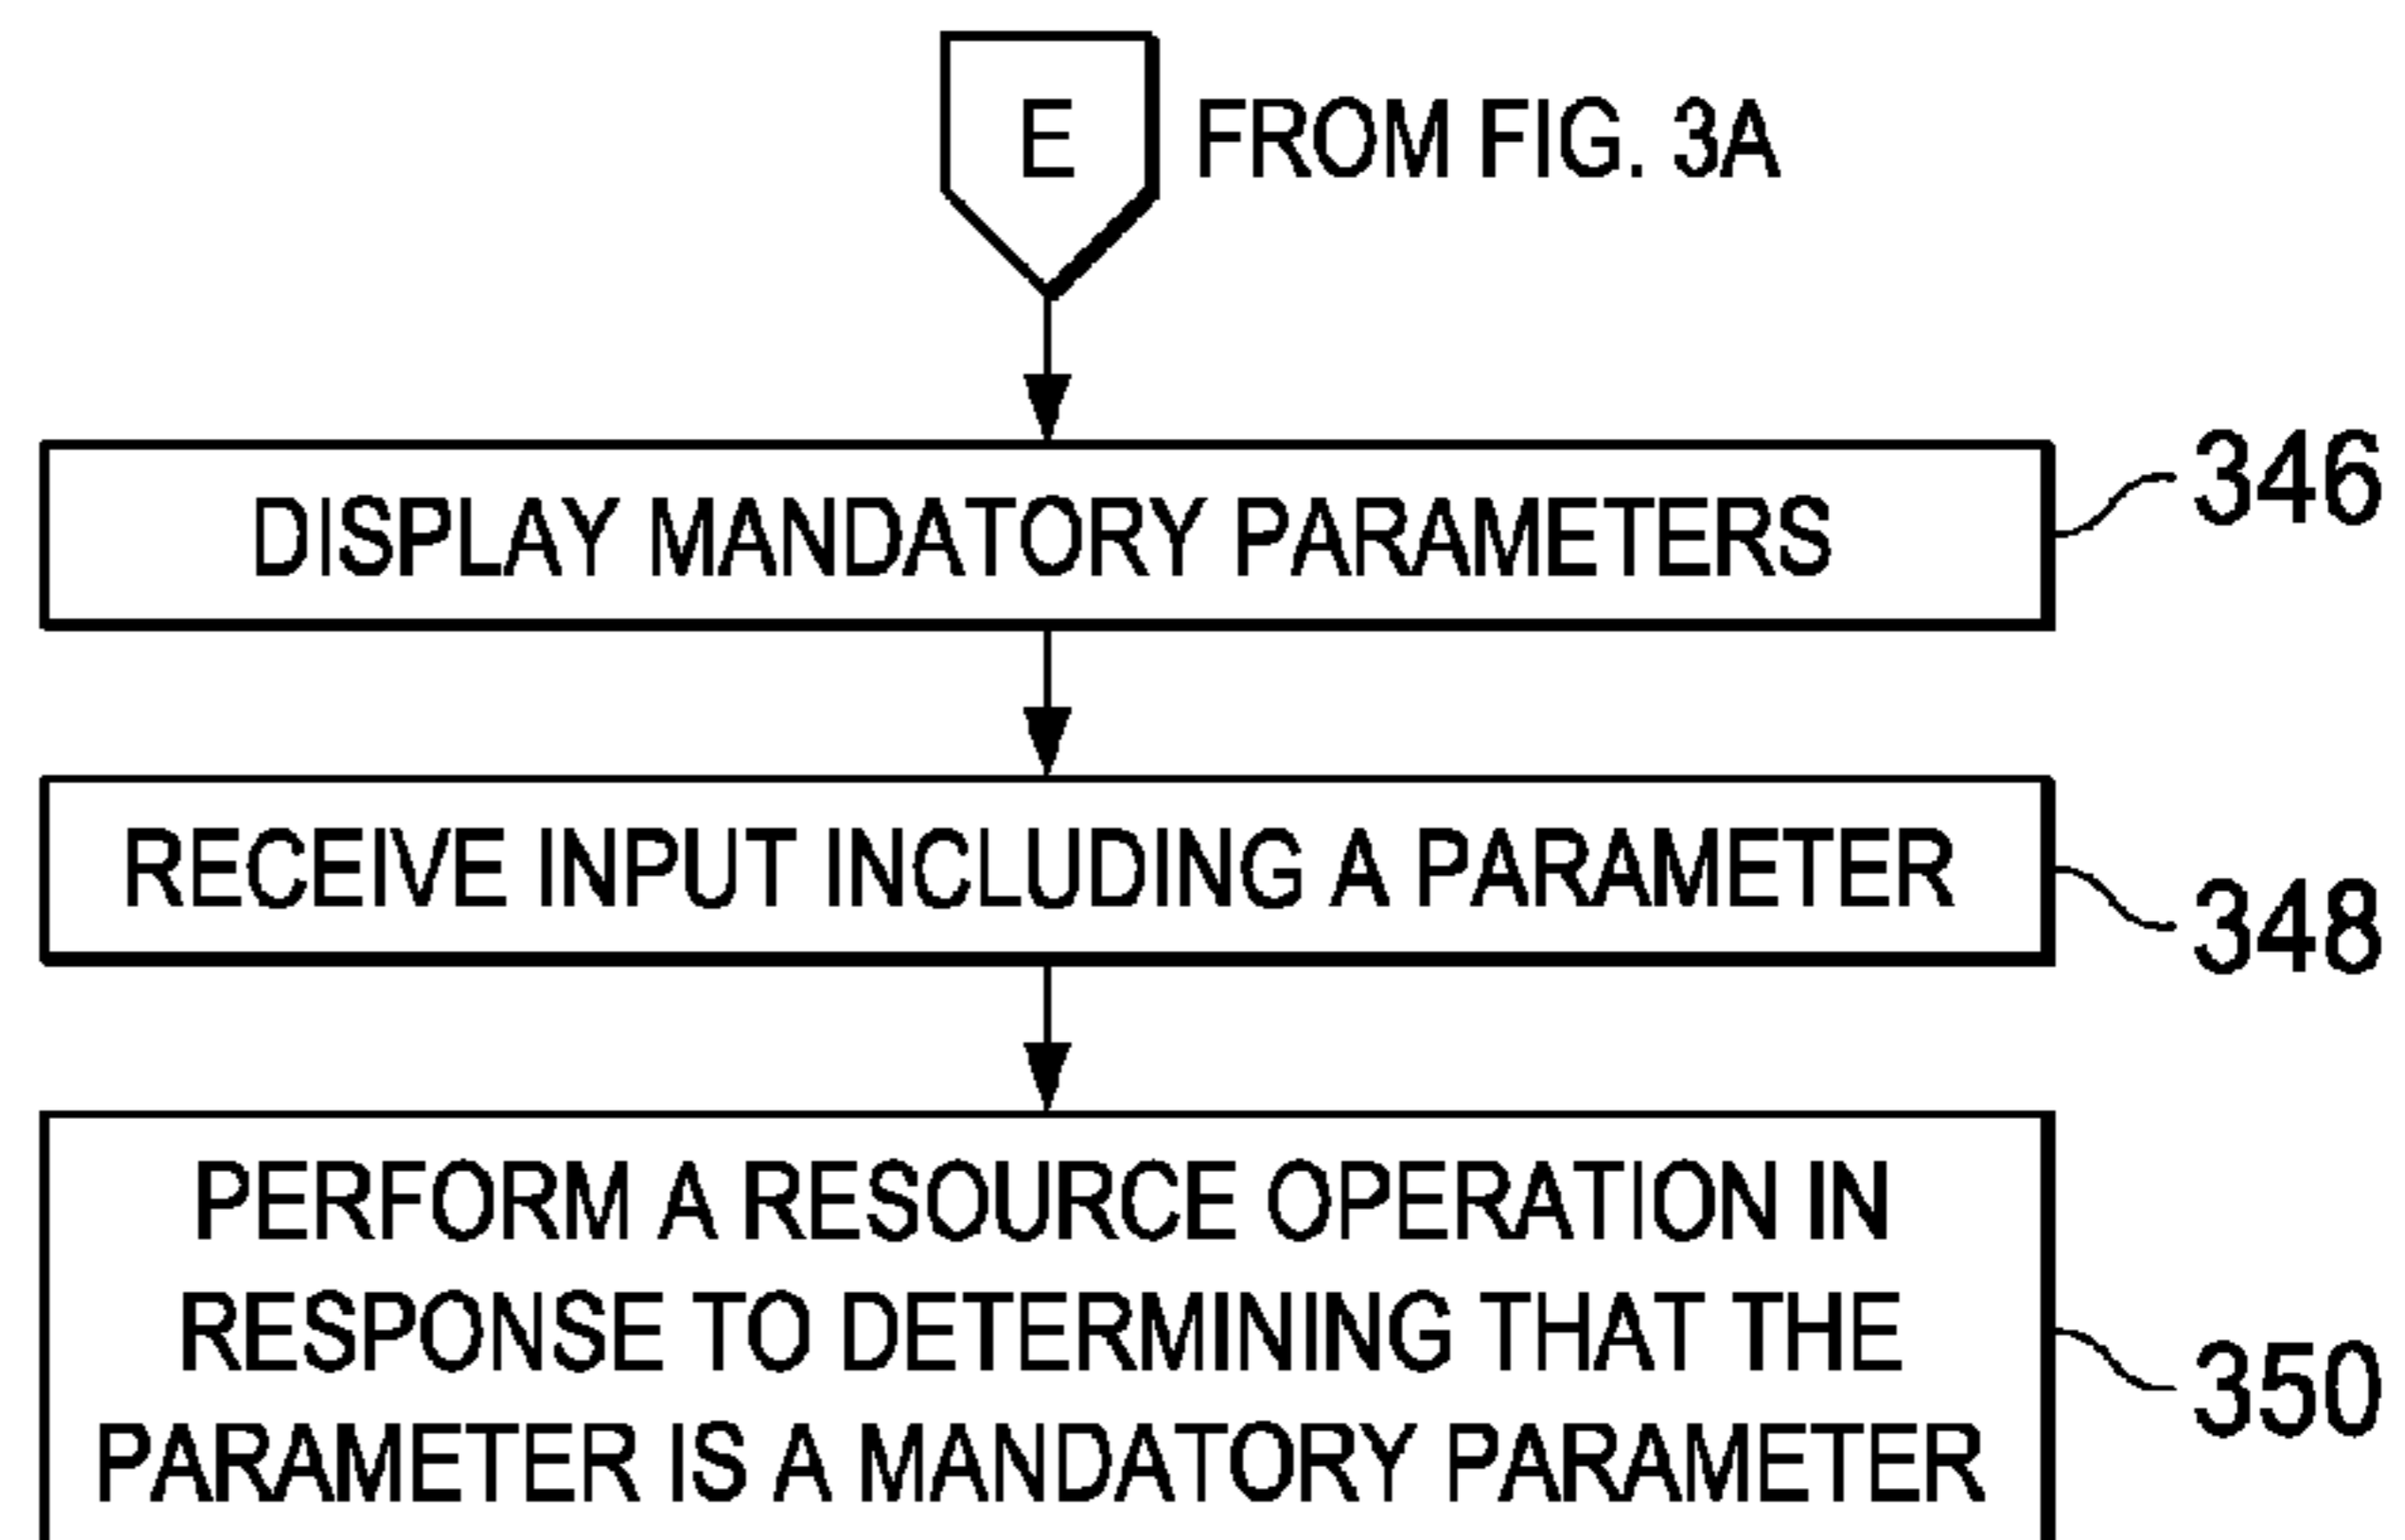 E FROM FIG. 3A
DISPLAY MANDATORY PARAMETERS
346
RECEIVE INPUT INCLUDING A PARAMETER
348
PERFORM A RESOURCE OPERATION IN
RESPONSE TO DETERMINING THAT THE
PARAMETER IS A MANDATORY PARAMETER
350